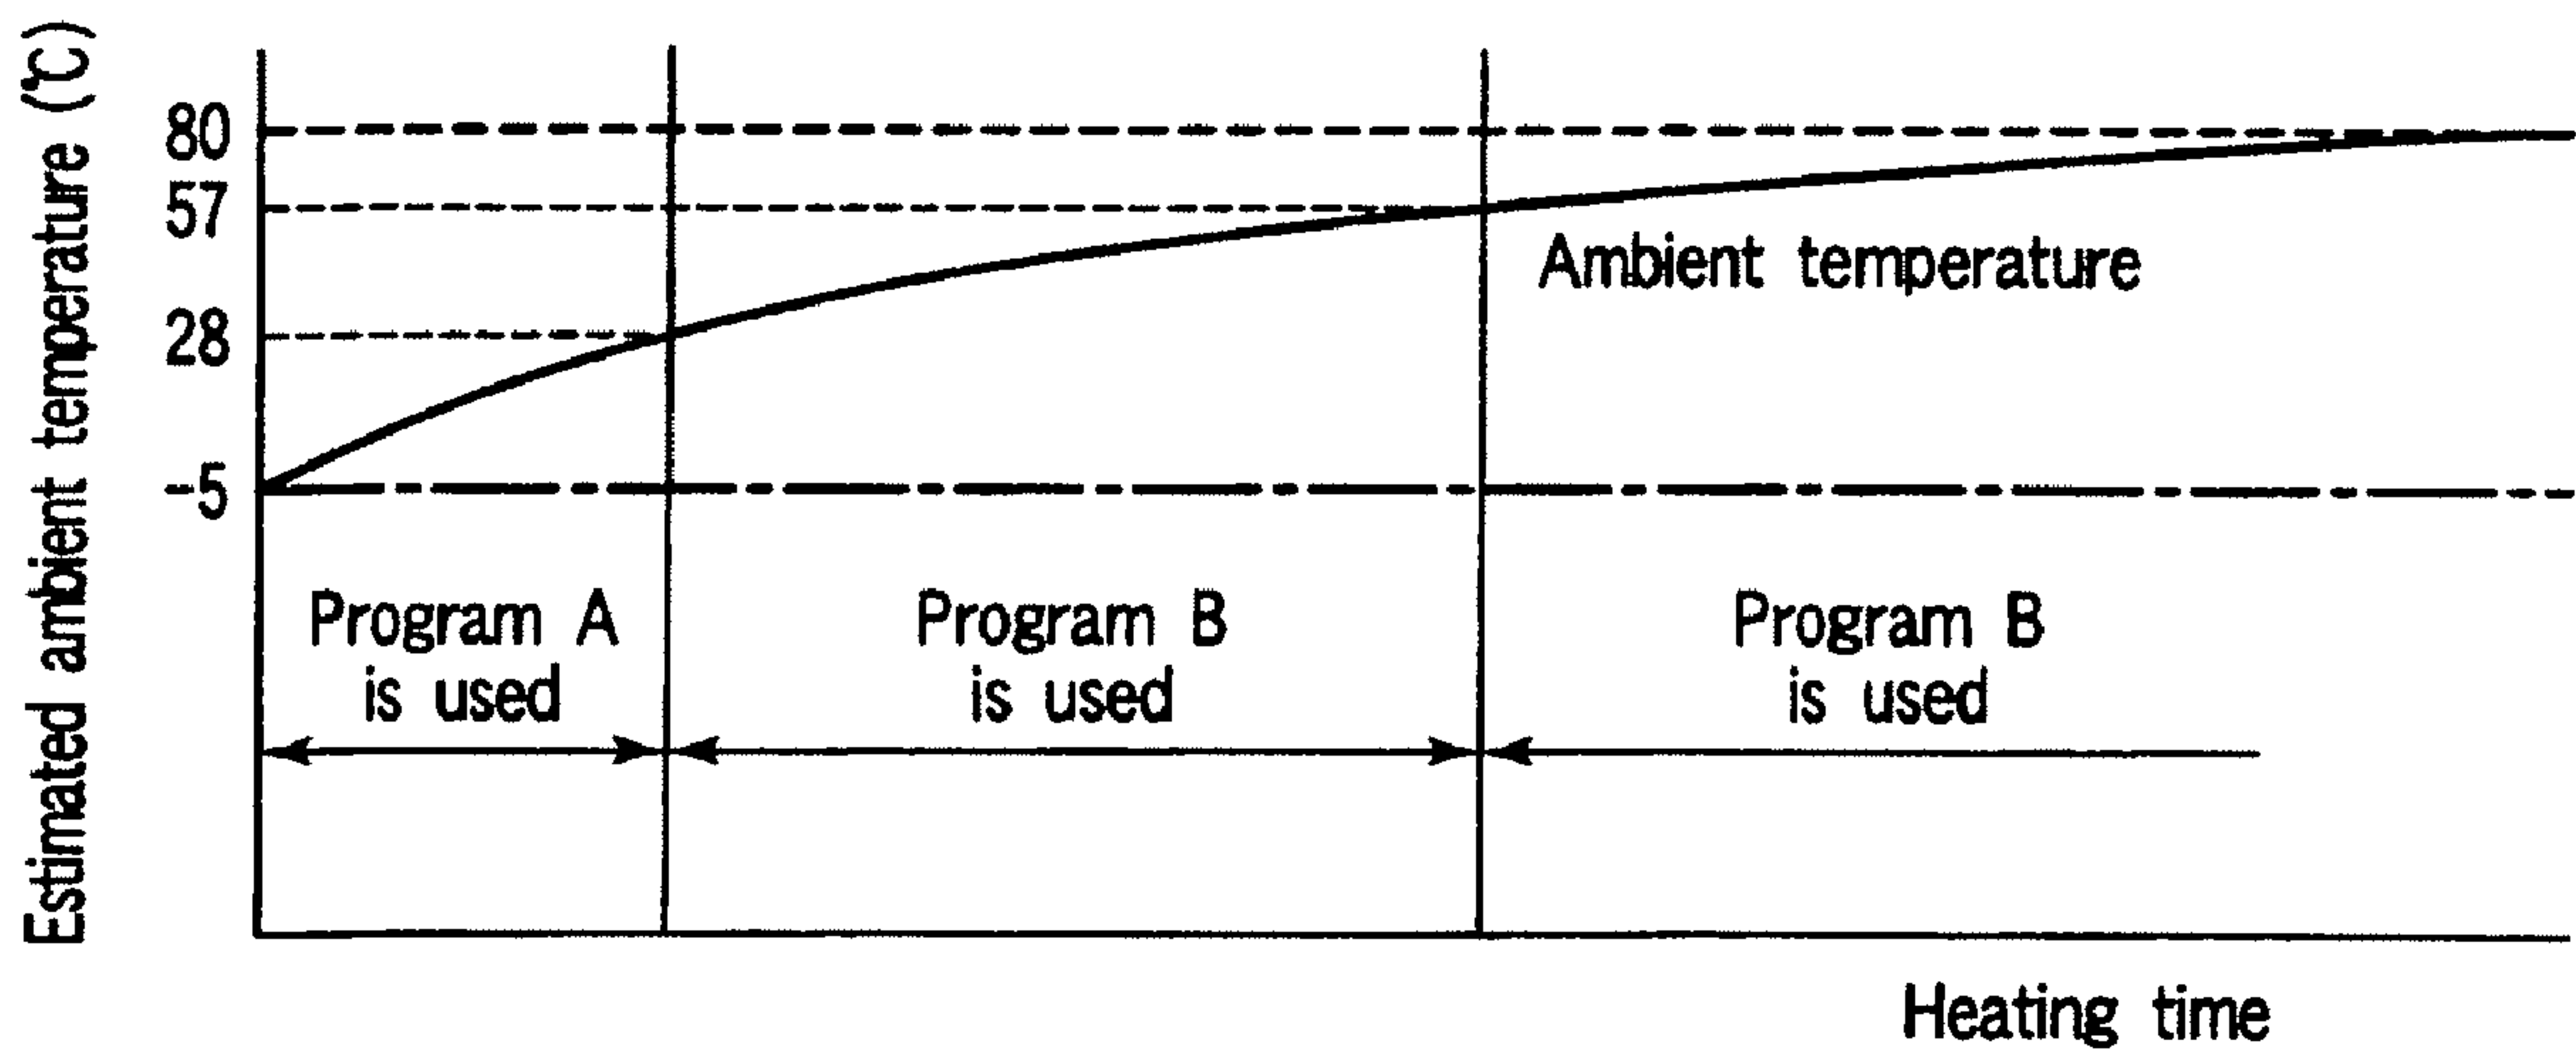 Estimated ambient temperature (℃)
80
57
28
-5
Ambient temperature
Program A
is used
Program B
is used
Program B
is used
Heating time